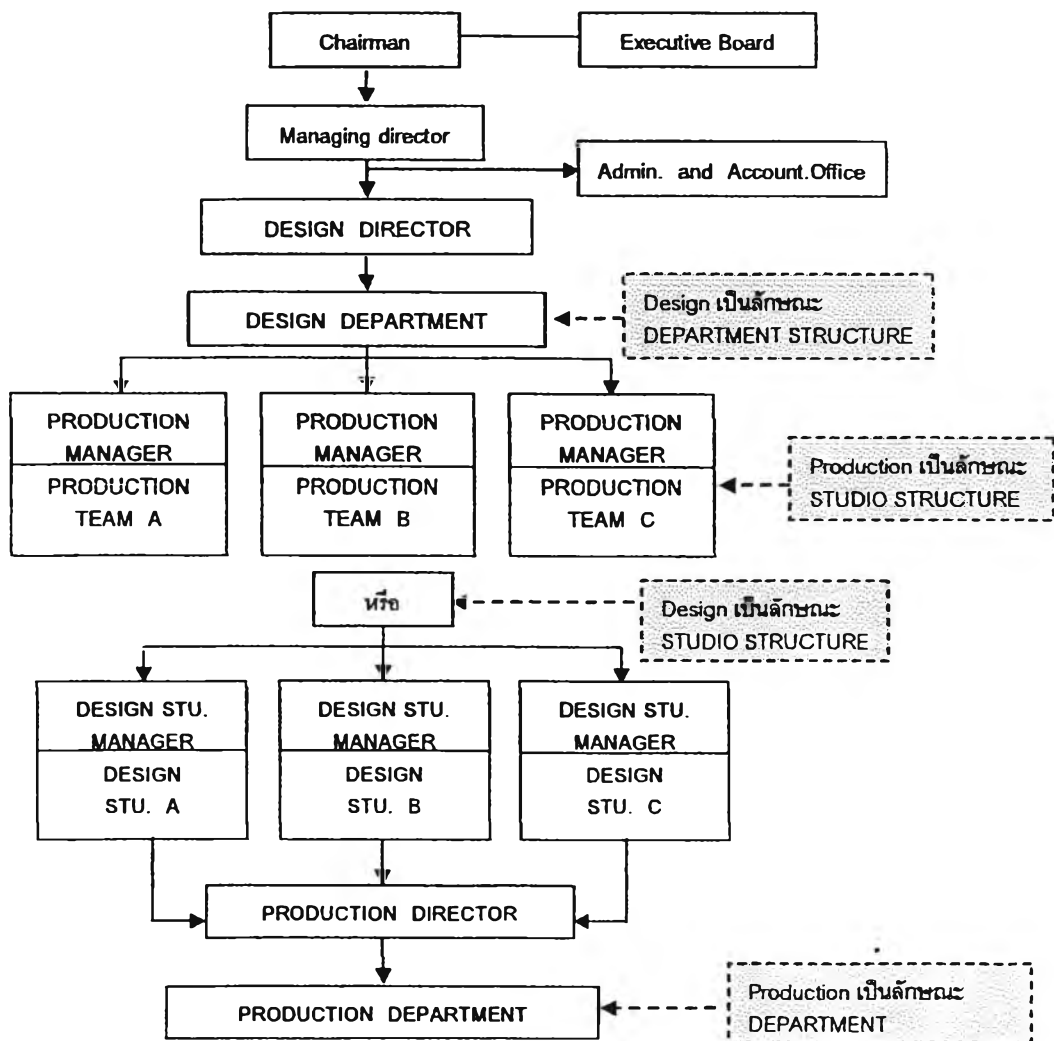 Chairman
Executive Board
Managing director
Admin. and Account.Office
DESIGN DIRECTOR
DESIGN DEPARTMENT
Design เป็นลักษณะ
DEPARTMENT STRUCTURE
PRODUCTION
MANAGER
PRODUCTION
TEAM A
PRODUCTION
MANAGER
PRODUCTION
TEAM B
PRODUCTION
MANAGER
PRODUCTION
TEAM C
Production เป็นลักษณะ
STUDIO STRUCTURE
หรือ
Design เป็นลักษณะ
STUDIO STRUCTURE
DESIGN STU.
MANAGER
DESIGN
STU. A
DESIGN STU.
MANAGER
DESIGN
STU. B
DESIGN STU.
MANAGER
DESIGN
STU. C
PRODUCTION DIRECTOR
PRODUCTION DEPARTMENT
Production เป็นลักษณะ
DEPARTMENT